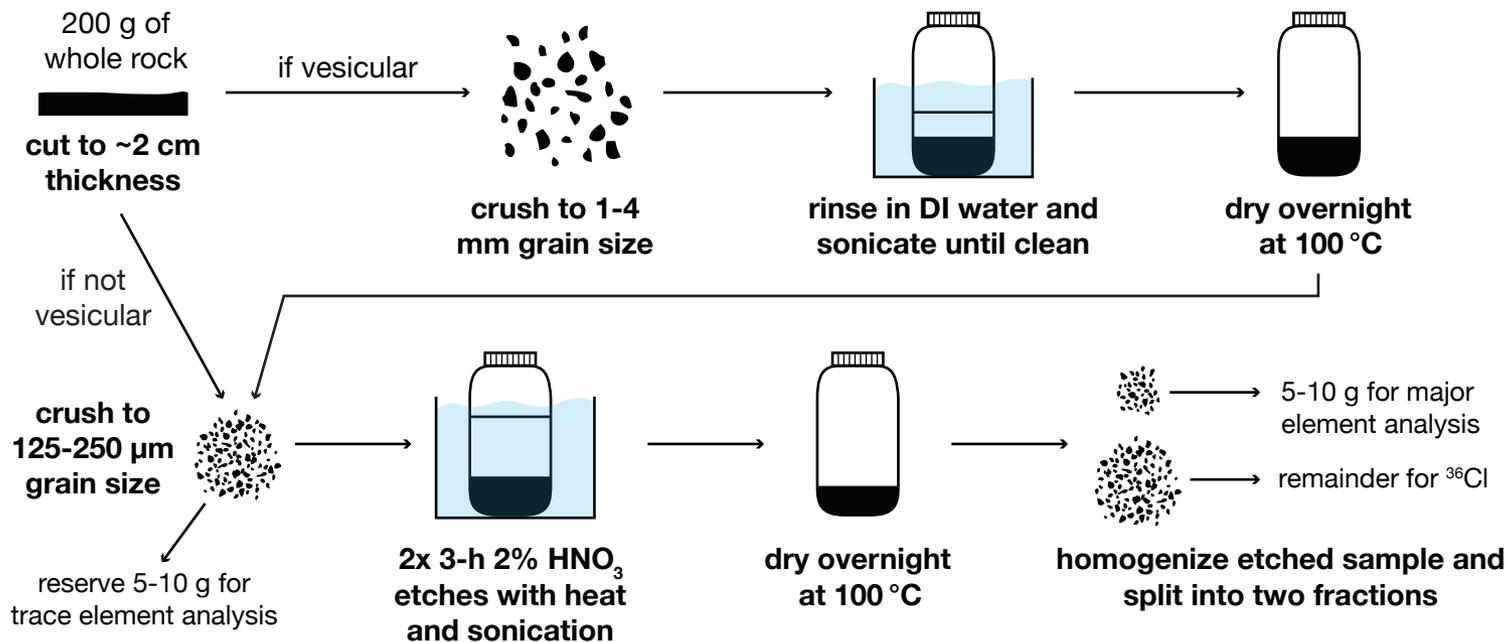 200 g of
whole rock
cut to ~2 cm
thickness
if vesicular
crush to 1-4
mm grain size
rinse in DI water and
sonicate until clean
dry overnight
at 100 °C
if not
vesicular
crush to
125-250 µm
grain size
reserve 5-10 g for
trace element analysis
2x 3-h 2% HNO₃
etches with heat
and sonication
dry overnight
at 100 °C
5-10 g for major
element analysis
remainder for ³⁶Cl
homogenize etched sample and
split into two fractions